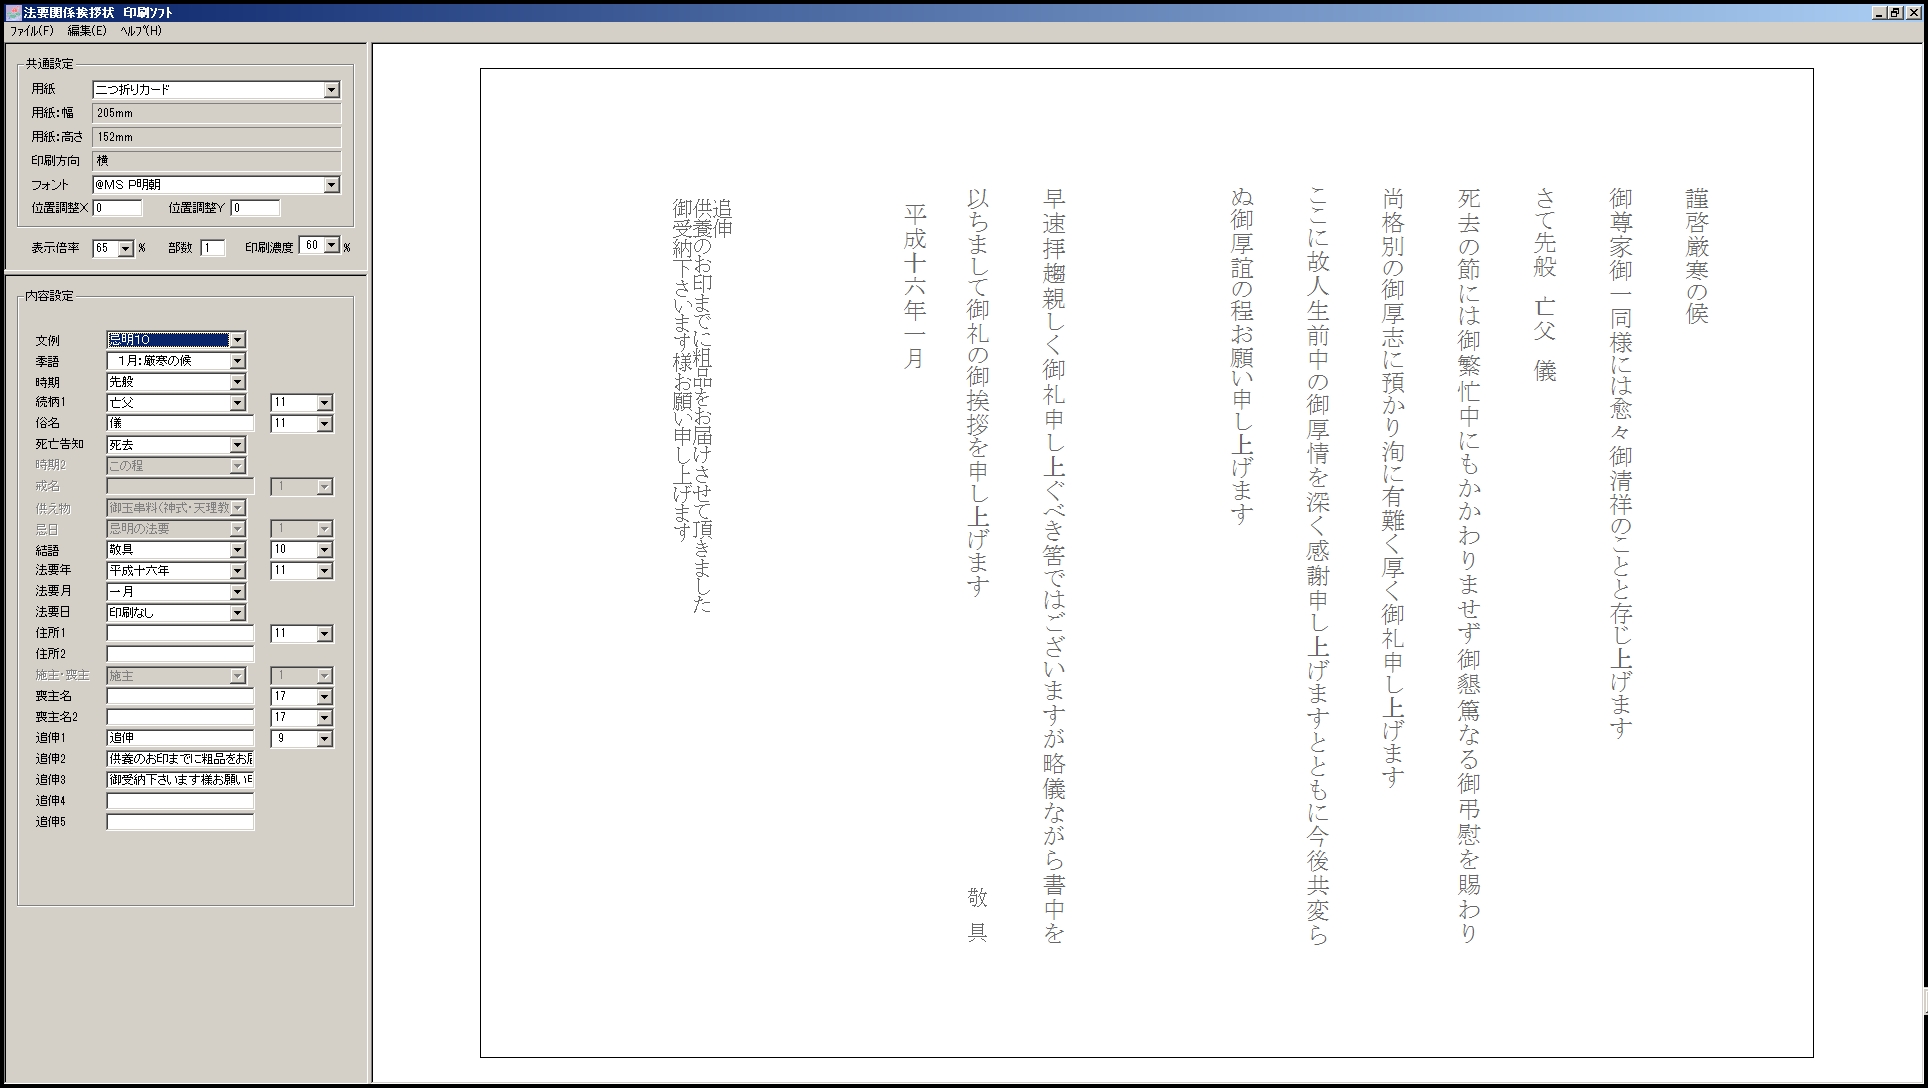 法要関係挨拶状 印刷ソフト
ファイル(F) 編集(E) ヘルプ(H)
共通設定
用紙 二つ折りカード
用紙:幅 205mm
用紙:高さ 152mm
印刷方向 横
フォント @MS P明朝
位置調整X 0 位置調整Y 0
表示倍率 65 % 部数 1 印刷濃度 60 %
内容設定
文例 忌明10
季語 1月:厳寒の候
時期 先般
続柄1 亡父 11
俗名 儀 11
死亡告知 死去
時期2 この程
戒名 1
供え物 御玉串料(神式・天理教
忌日 忌明の法要 1
結語 敬具 10
法要年 平成十六年 11
法要月 一月
法要日 印刷なし
住所1 11
住所2
施主・喪主 施主 1
喪主名 17
喪主名2 17
追伸1 追伸 9
追伸2 供養のお印までに粗品をお
追伸3 御受納下さいます様お願い
追伸4
追伸5
謹啓厳寒の候
御尊家御一同様には愈々御清祥のことと存じ上げます
さて先般 亡父 儀
死去の節には御繁忙中にもかかわりませず御懇篤なる御弔慰を賜わり
尚格別の御厚志に預かり洵に有難く厚く御礼申し上げます
ここに故人生前中の御厚情を深く感謝申し上げますとともに今後共変ら
ぬ御厚誼の程お願い申し上げます
早速拝趨親しく御礼申し上ぐべき筈ではございますが略儀ながら書中を
以ちまして御礼の御挨拶を申し上げます 敬具
平成十六年一月
追伸
供養のお印までに粗品をお届けさせて頂きました
御受納下さいます様お願い申し上げます